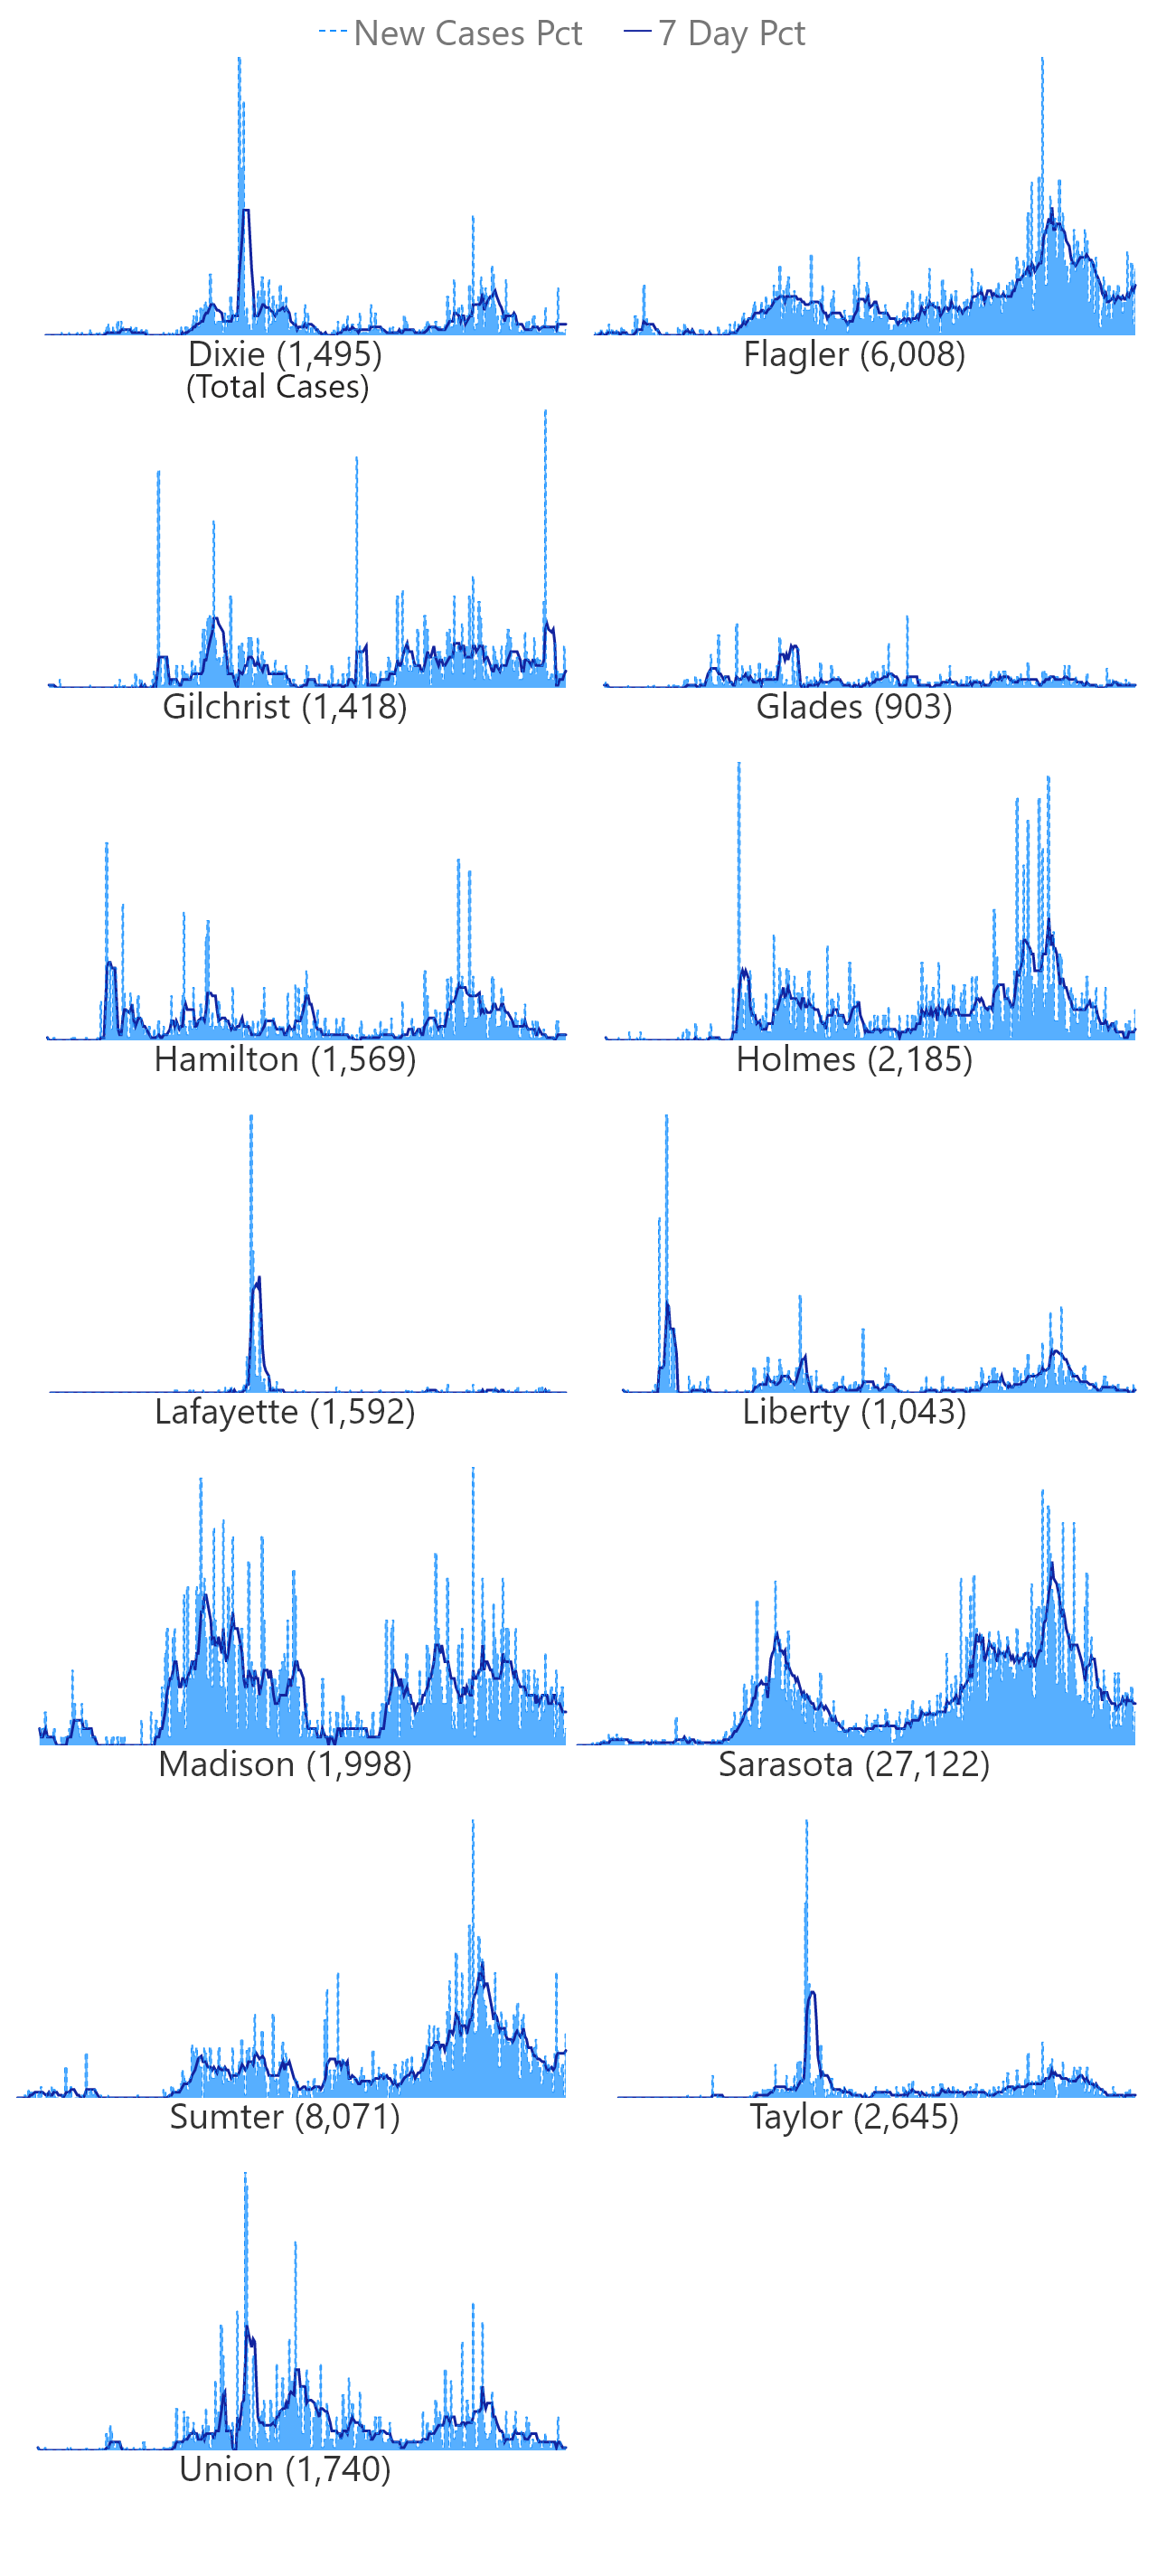 New Cases Pct 7 Day Pct
Dixie (1,495) Flagler (6,008)
(Total Cases)
Gilchrist (1,418) Glades (903)
Hamilton (1,569) Holmes (2,185)
Lafayette (1,592) Liberty (1,043)
Madison (1,998) Sarasota (27,122)
Sumter (8,071) Taylor (2,645)
Union (1,740)